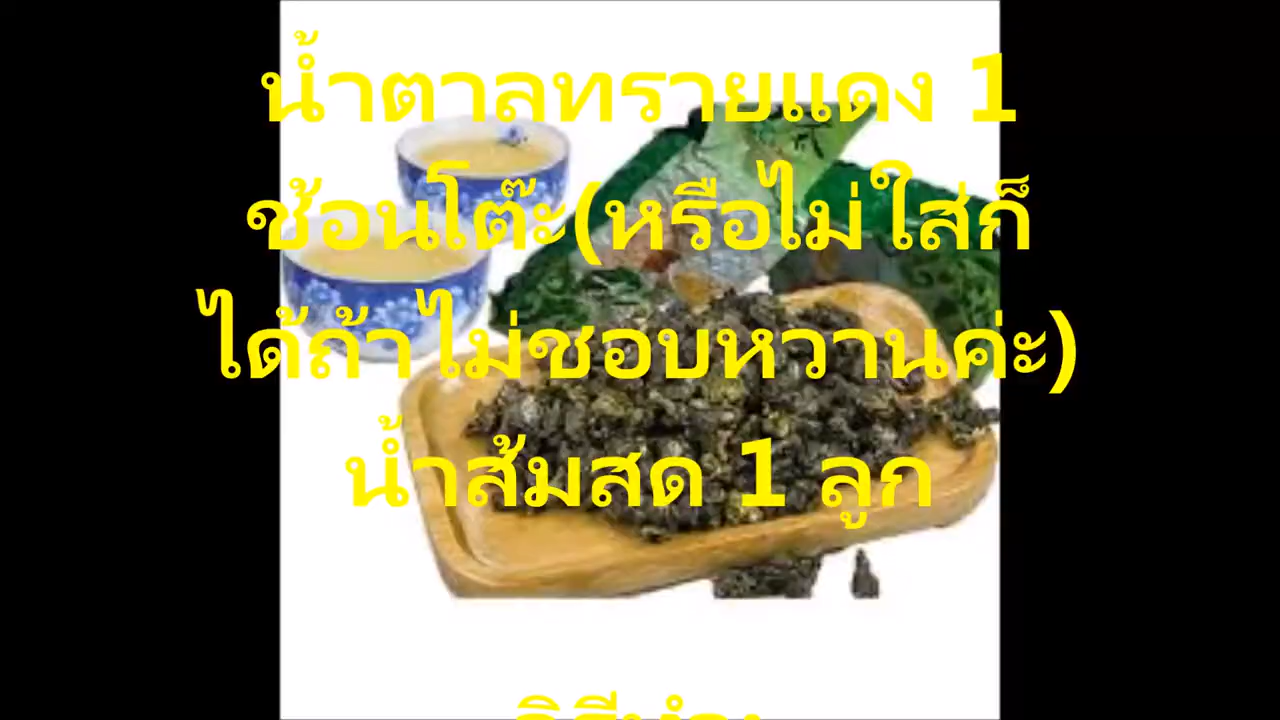 น้ำตาลทรายแดง 1
ช้อนโต๊ะ(หรือไม่ใส่ก็
ได้ถ้าไม่ชอบหวานค่ะ)
น้ำส้มสด 1 ลูก